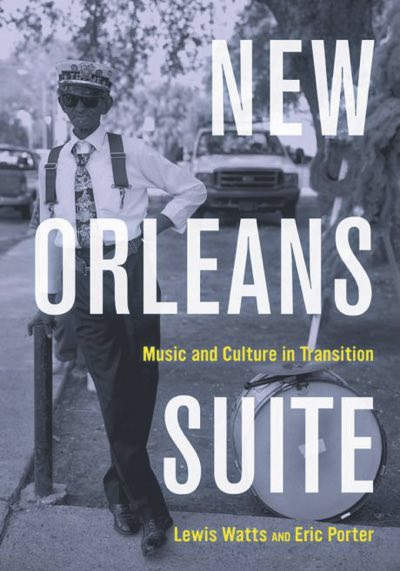 NEW
ORLEANS
Music and Culture in Transition
SUITE
Lewis Watts AND Eric Porter